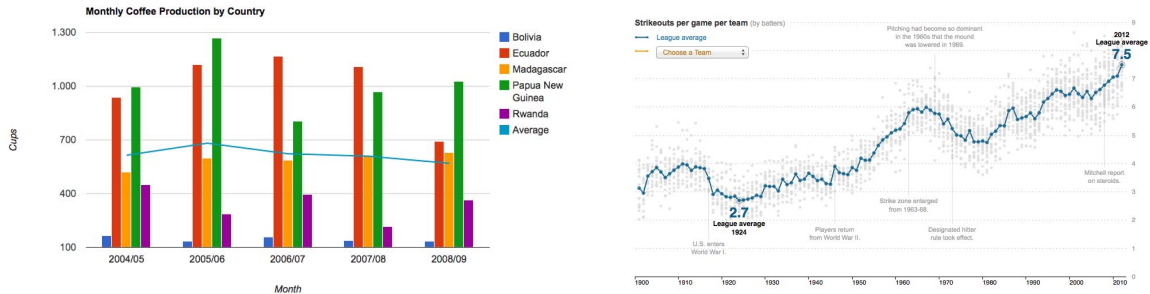 Monthly Coffee Production by Country
1.300
1.000
700
400
100
Cups
2004/05
2005/06
2006/07
2007/08
2008/09
Month
Bolivia
Ecuador
Madagascar
Papua New
Guinea
Rwanda
Average
Strikeouts per game per team (by batters)
League average
Choose a Team
Pitching had become so dominant
in the 1960s that the mound
was lowered in 1969.
2012
League average
7.5
9
7
6
5
4
3
2
1
0
Mitchell report
on steroids.
Strike zone enlarged
from 1963-68.
2.7
League average
1924
U.S. enters
World War I.
Players return
from World War II.
Designated hitter
rule took effect.
1900
1910
1920
1930
1940
1950
1960
1970
1980
1990
2000
2010